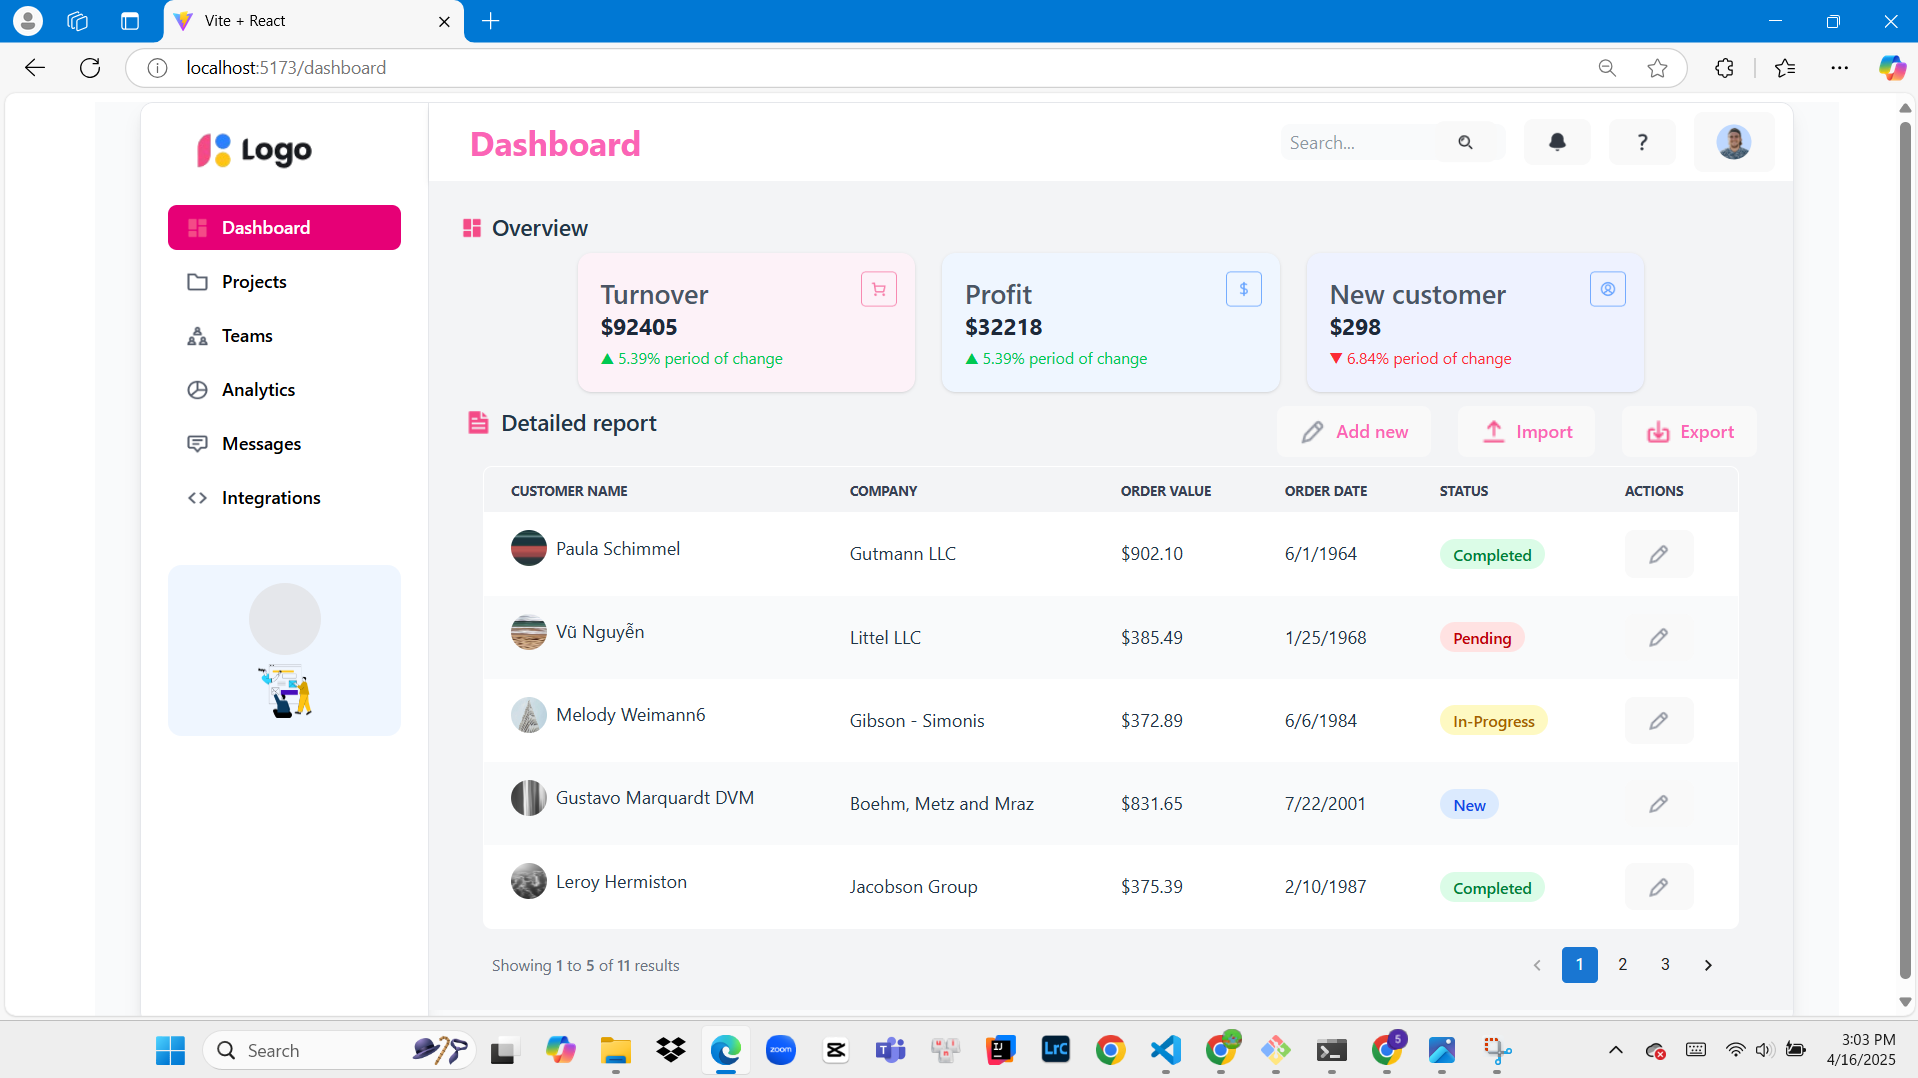 Vite + React
localhost:5173/dashboard
Logo
Dashboard
Search...
?
Dashboard
Projects
Teams
Analytics
Messages
Integrations
Overview
Turnover
$92405
▲ 5.39% period of change
Profit
$
$32218
▲ 5.39% period of change
New customer
$298
▼ 6.84% period of change
Detailed report
Add new
Import
Export
CUSTOMER NAME COMPANY ORDER VALUE ORDER DATE STATUS ACTIONS
Paula Schimmel Gutmann LLC $902.10 6/1/1964 Completed
Vũ Nguyễn Littel LLC $385.49 1/25/1968 Pending
Melody Weimann6 Gibson - Simonis $372.89 6/6/1984 In-Progress
Gustavo Marquardt DVM Boehm, Metz and Mraz $831.65 7/22/2001 New
Leroy Hermiston Jacobson Group $375.39 2/10/1987 Completed
Showing 1 to 5 of 11 results
1 2 3
Search
zoom
T
IJ
LrC
5
3:03 PM
4/16/2025